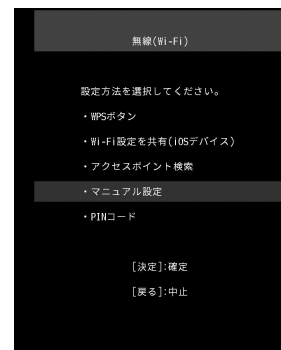 無線(Wi-Fi)
設定方法を選択してください。
・WPSボタン
・Wi-Fi設定を共有(iOSデバイス)
・アクセスポイント検索
・マニュアル設定
・PINコード
[決定]:確定
[戻る]:中止